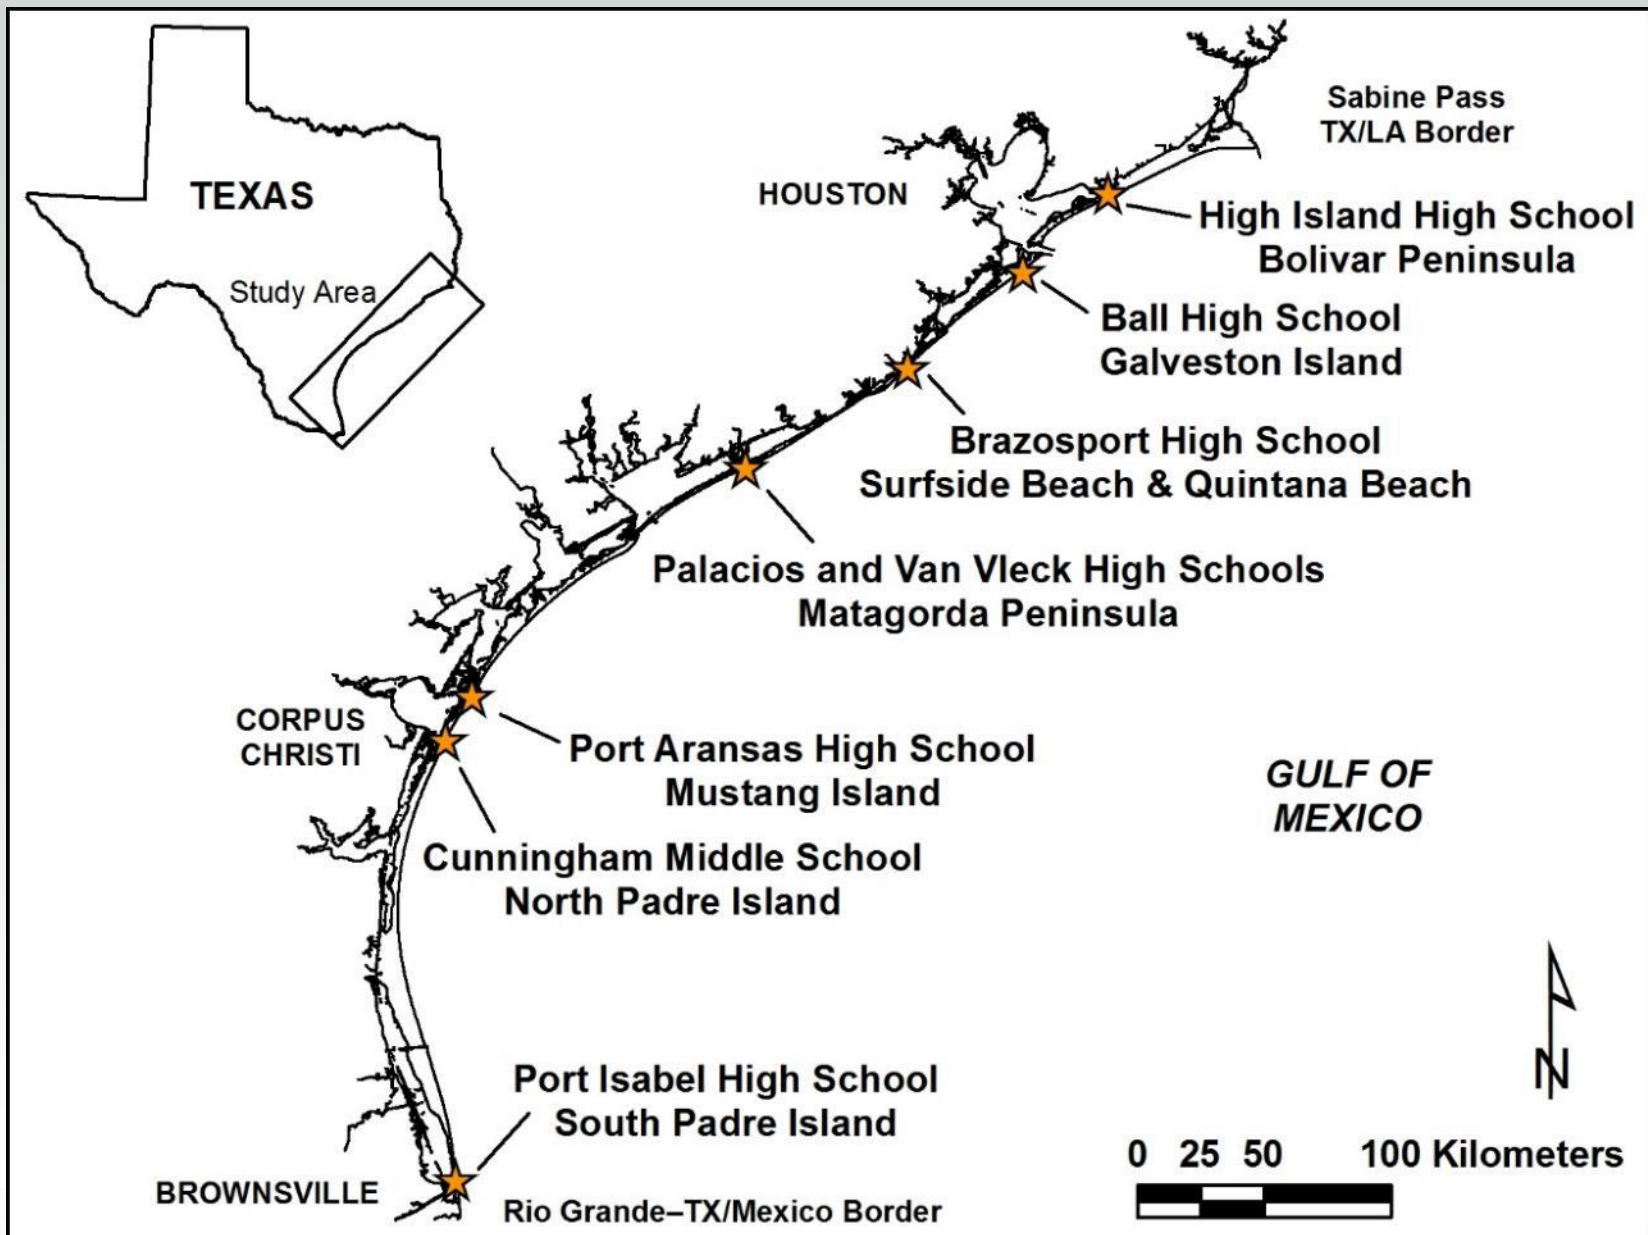 TEXAS
Study Area
Sabine Pass
TX/LA Border
HOUSTON
High Island High School
Bolivar Peninsula
Ball High School
Galveston Island
Brazosport High School
Surfside Beach & Quintana Beach
Palacios and Van Vleck High Schools
Matagorda Peninsula
CORPUS
CHRISTI
Port Aransas High School
Mustang Island
GULF OF
MEXICO
Cunningham Middle School
North Padre Island
Port Isabel High School
South Padre Island
N
0 25 50 100 Kilometers
BROWNSVILLE
Rio Grande–TX/Mexico Border